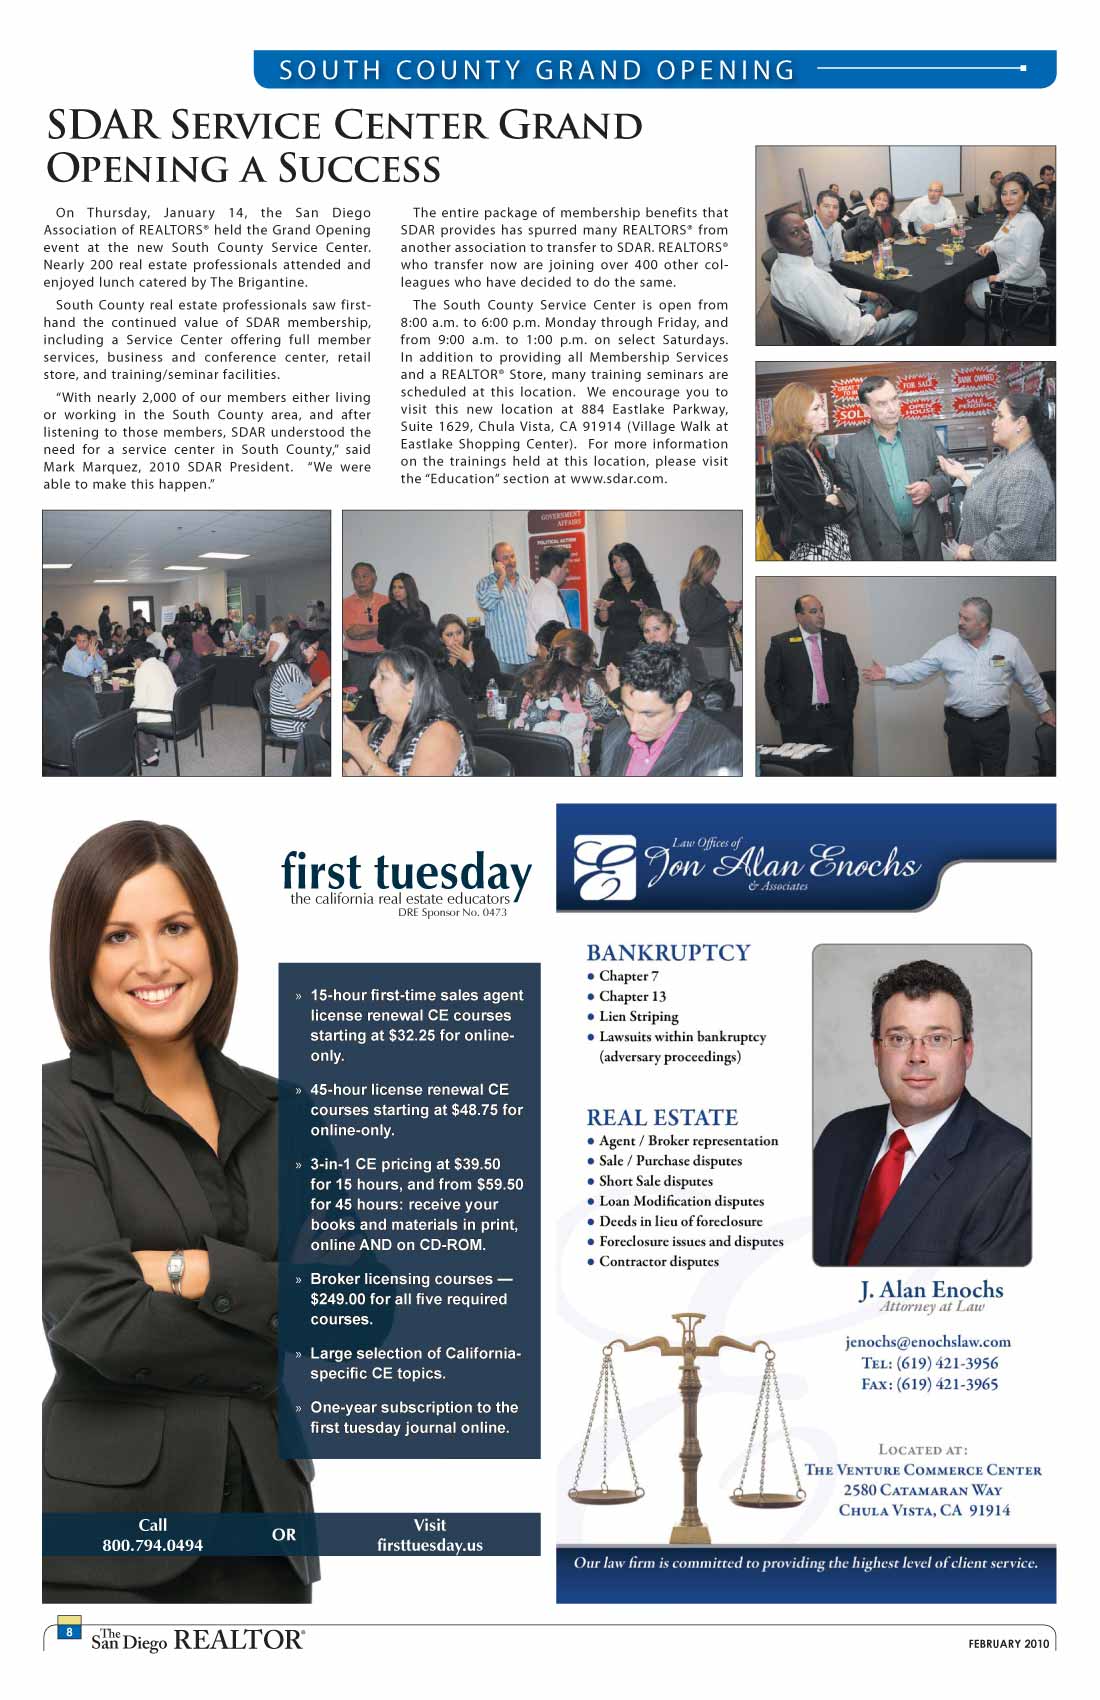 SOUTH COUNTY GRAND OPENING
SDAR Service Center Grand
Opening a Success
On Thursday, January 14, the San Diego
Association of REALTORS® held the Grand Opening
event at the new South County Service Center.
Nearly 200 real estate professionals attended and
enjoyed lunch catered by The Brigantine.
South County real estate professionals saw first-
hand the continued value of SDAR membership,
including a Service Center offering full member
services, business and conference center, retail
store, and training/seminar facilities.
“With nearly 2,000 of our members either living
or working in the South County area, and after
listening to those members, SDAR understood the
need for a service center in South County,” said
Mark Marquez, 2010 SDAR President. “We were
able to make this happen.”
The entire package of membership benefits that
SDAR provides has spurred many REALTORS® from
another association to transfer to SDAR. REALTORS®
who transfer now are joining over 400 other col-
leagues who have decided to do the same.
The South County Service Center is open from
8:00 a.m. to 6:00 p.m. Monday through Friday, and
from 9:00 a.m. to 1:00 p.m. on select Saturdays.
In addition to providing all Membership Services
and a REALTOR® Store, many training seminars are
scheduled at this location. We encourage you to
visit this new location at 884 Eastlake Parkway,
Suite 1629, Chula Vista, CA 91914 (Village Walk at
Eastlake Shopping Center). For more information
on the trainings held at this location, please visit
the “Education” section at www.sdar.com.
FOR SALE
BANK OWNED
OPEN HOUSE
SALE PENDING
GOVERNMENT
AFFAIRS
POLITICAL ACTION
first tuesday
the california real estate educators
DRE Sponsor No. 0473
» 15-hour first-time sales agent
license renewal CE courses
starting at $32.25 for online-
only.
» 45-hour license renewal CE
courses starting at $48.75 for
online-only.
» 3-in-1 CE pricing at $39.50
for 15 hours, and from $59.50
for 45 hours: receive your
books and materials in print,
online AND on CD-ROM.
» Broker licensing courses —
$249.00 for all five required
courses.
» Large selection of California-
specific CE topics.
» One-year subscription to the
first tuesday journal online.
Call
800.794.0494
OR
Visit
firsttuesday.us
Law Offices of
Jon Alan Enochs
& Associates
BANKRUPTCY
● Chapter 7
● Chapter 13
● Lien Striping
● Lawsuits within bankruptcy
(adversary proceedings)
REAL ESTATE
● Agent / Broker representation
● Sale / Purchase disputes
● Short Sale disputes
● Loan Modification disputes
● Deeds in lieu of foreclosure
● Foreclosure issues and disputes
● Contractor disputes
J. Alan Enochs
Attorney at Law
jenochs@enochslaw.com
Tel: (619) 421-3956
Fax: (619) 421-3965
Located at:
The Venture Commerce Center
2580 Catamaran Way
Chula Vista, CA 91914
Our law firm is committed to providing the highest level of client service.
8
The
San Diego REALTOR®
FEBRUARY 2010